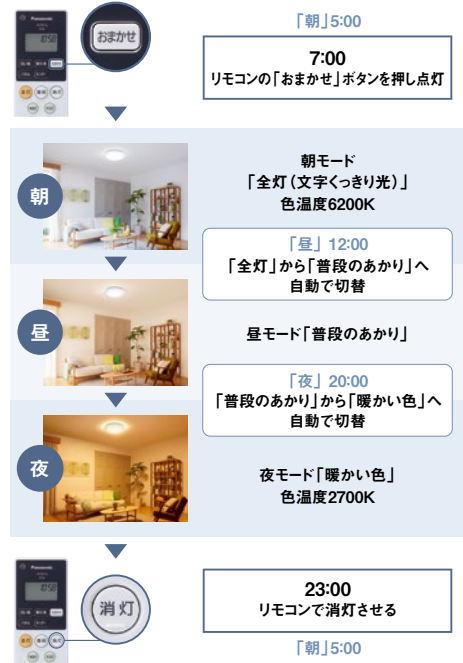 「朝」5:00
Panasonic
おまかせ
7:00
リモコンの「おまかせ」ボタンを押し点灯
朝
朝モード
「全灯(文字くっきり光)」
色温度6200K
「昼」 12:00
「全灯」から「普段のあかり」へ
自動で切替
昼
昼モード「普段のあかり」
「夜」 20:00
「普段のあかり」から「暖かい色」へ
自動で切替
夜
夜モード「暖かい色」
色温度2700K
Panasonic
消灯
23:00
リモコンで消灯させる
「朝」5:00